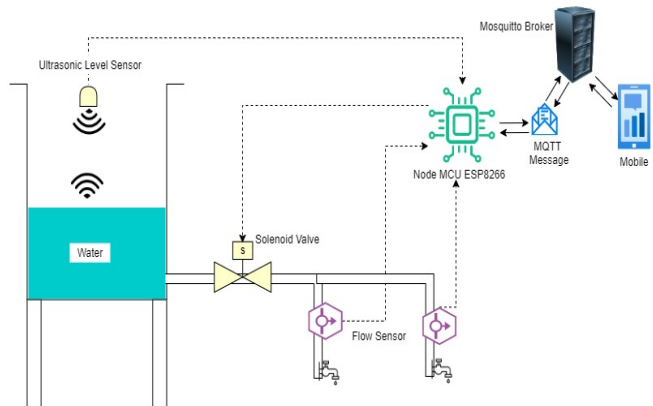 Mosquitto Broker
Ultrasonic Level Sensor
MQTT
Message
Mobile
Node MCU ESP8266
Solenoid Valve
S
Water
Flow Sensor